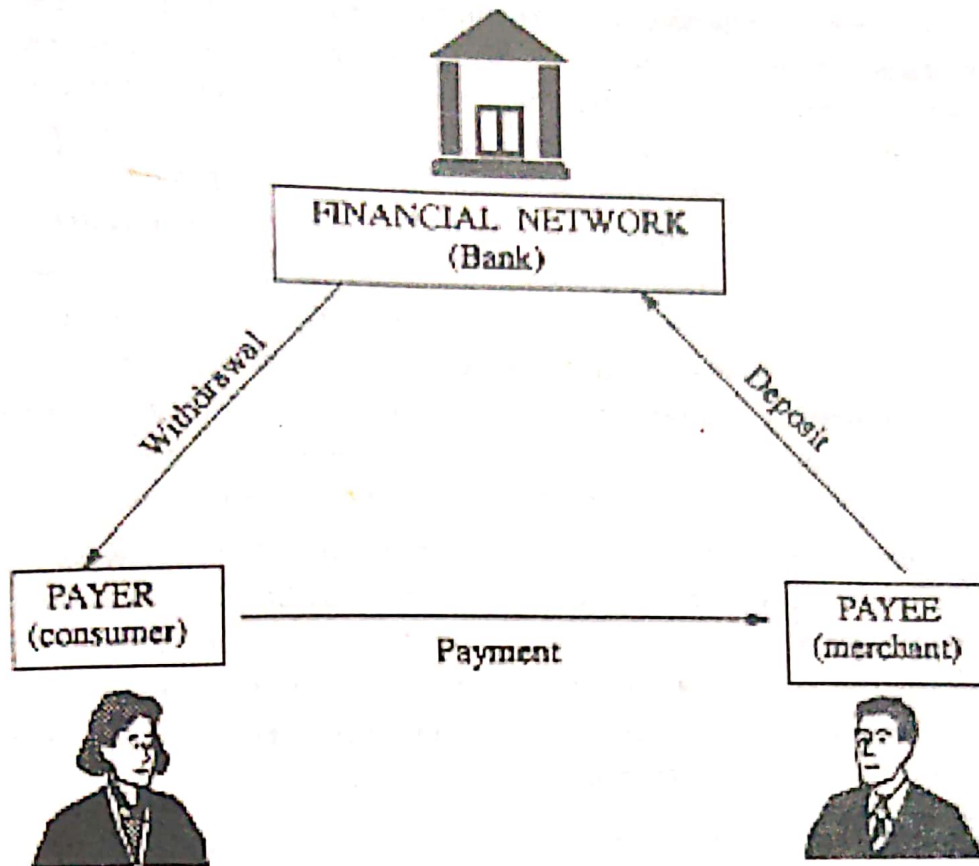 FINANCIAL NETWORK
(Bank)
Withdrawal
Deposit
PAYER
(consumer)
Payment
PAYEE
(merchant)